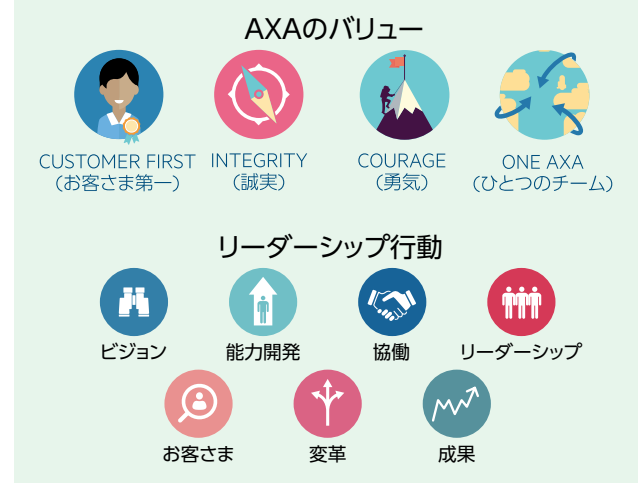 AXAのバリュー
CUSTOMER FIRST
(お客さま第一)
INTEGRITY
(誠実)
COURAGE
(勇気)
ONE AXA
(ひとつのチーム)
リーダーシップ行動
ビジョン
能力開発
協働
リーダーシップ
お客さま
変革
成果